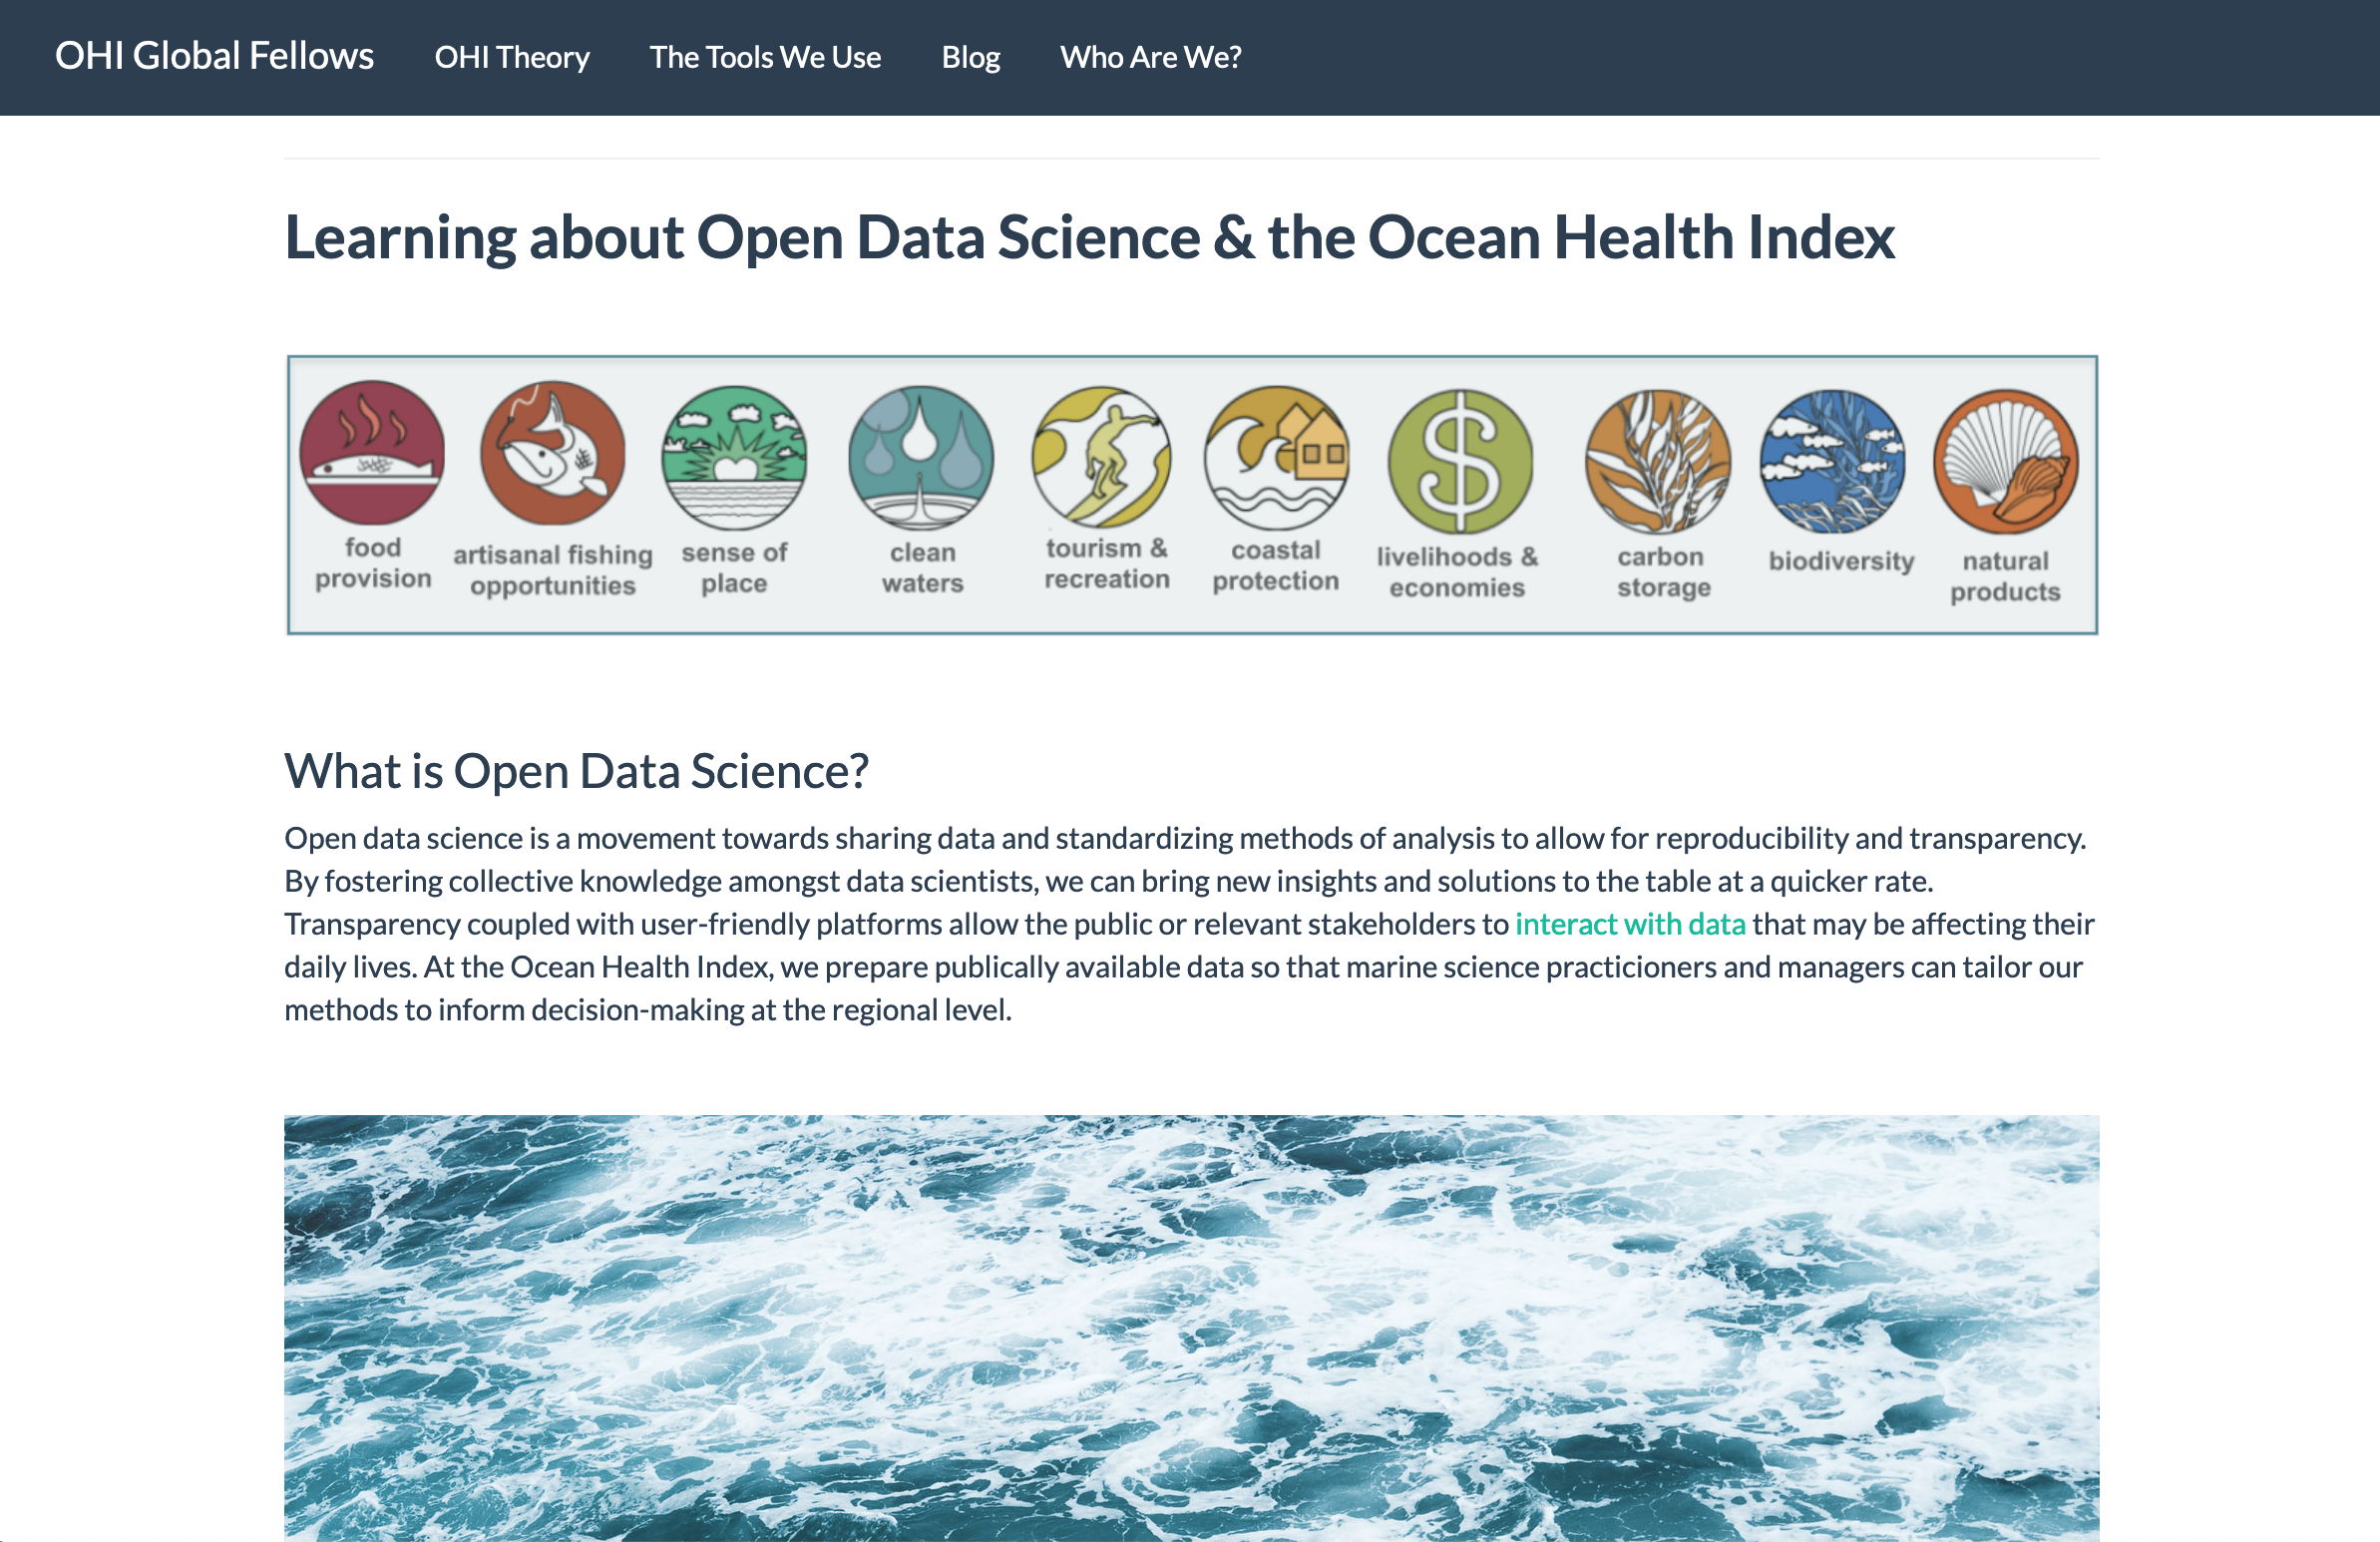 OHI Global Fellows OHI Theory The Tools We Use Blog Who Are We?
Learning about Open Data Science & the Ocean Health Index
food provision
artisanal fishing opportunities
sense of place
clean waters
tourism & recreation
coastal protection
livelihoods & economies
carbon storage
biodiversity
natural products
What is Open Data Science?
Open data science is a movement towards sharing data and standardizing methods of analysis to allow for reproducibility and transparency.
By fostering collective knowledge amongst data scientists, we can bring new insights and solutions to the table at a quicker rate.
Transparency coupled with user-friendly platforms allow the public or relevant stakeholders to interact with data that may be affecting their
daily lives. At the Ocean Health Index, we prepare publically available data so that marine science practicioners and managers can tailor our
methods to inform decision-making at the regional level.